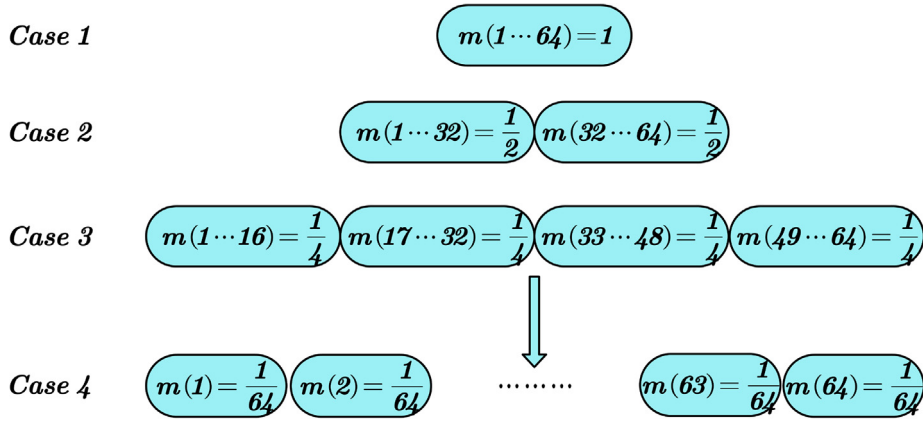 Case 1 m(1⋯64)=1
Case 2 m(1⋯32)=1/2 m(32⋯64)=1/2
Case 3 m(1⋯16)=1/4 m(17⋯32)=1/4 m(33⋯48)=1/4 m(49⋯64)=1/4
Case 4 m(1)=1/64 m(2)=1/64 ⋯⋯⋯ m(63)=1/64 m(64)=1/64